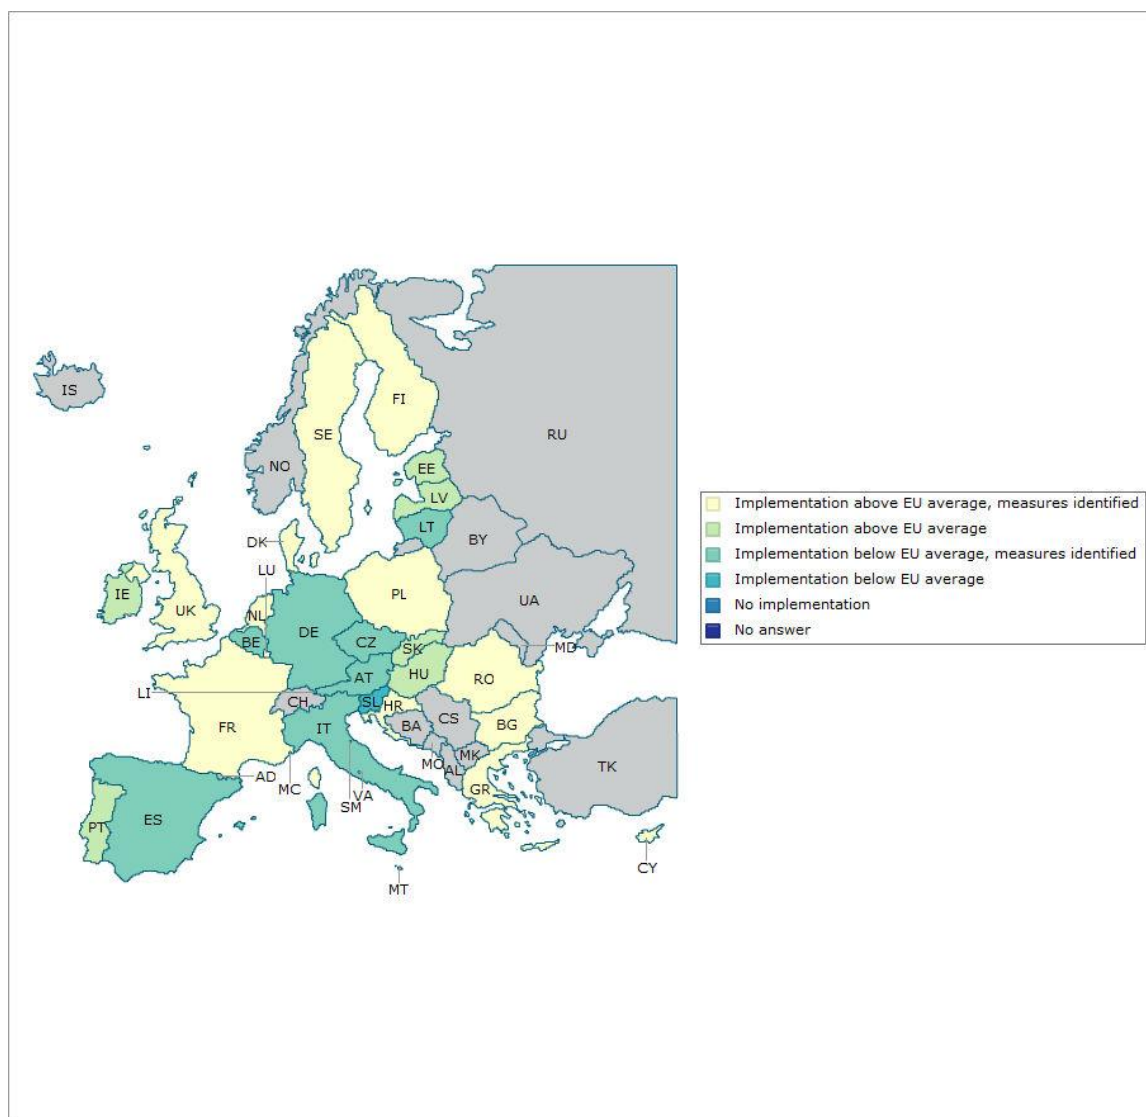 IS
FI
SE
RU
NO
EE
LV
LT
DK
BY
LU
IE
PL
UA
UK
NL
DE
BE
CZ
SK
MD
AT
HU
RO
LI
CH
SL
HR
FR
IT
BA
CS
BG
MK
MO
AL
TK
AD
MC
SM
VA
GR
PT
ES
CY
MT
Implementation above EU average, measures identified
Implementation above EU average
Implementation below EU average, measures identified
Implementation below EU average
No implementation
No answer